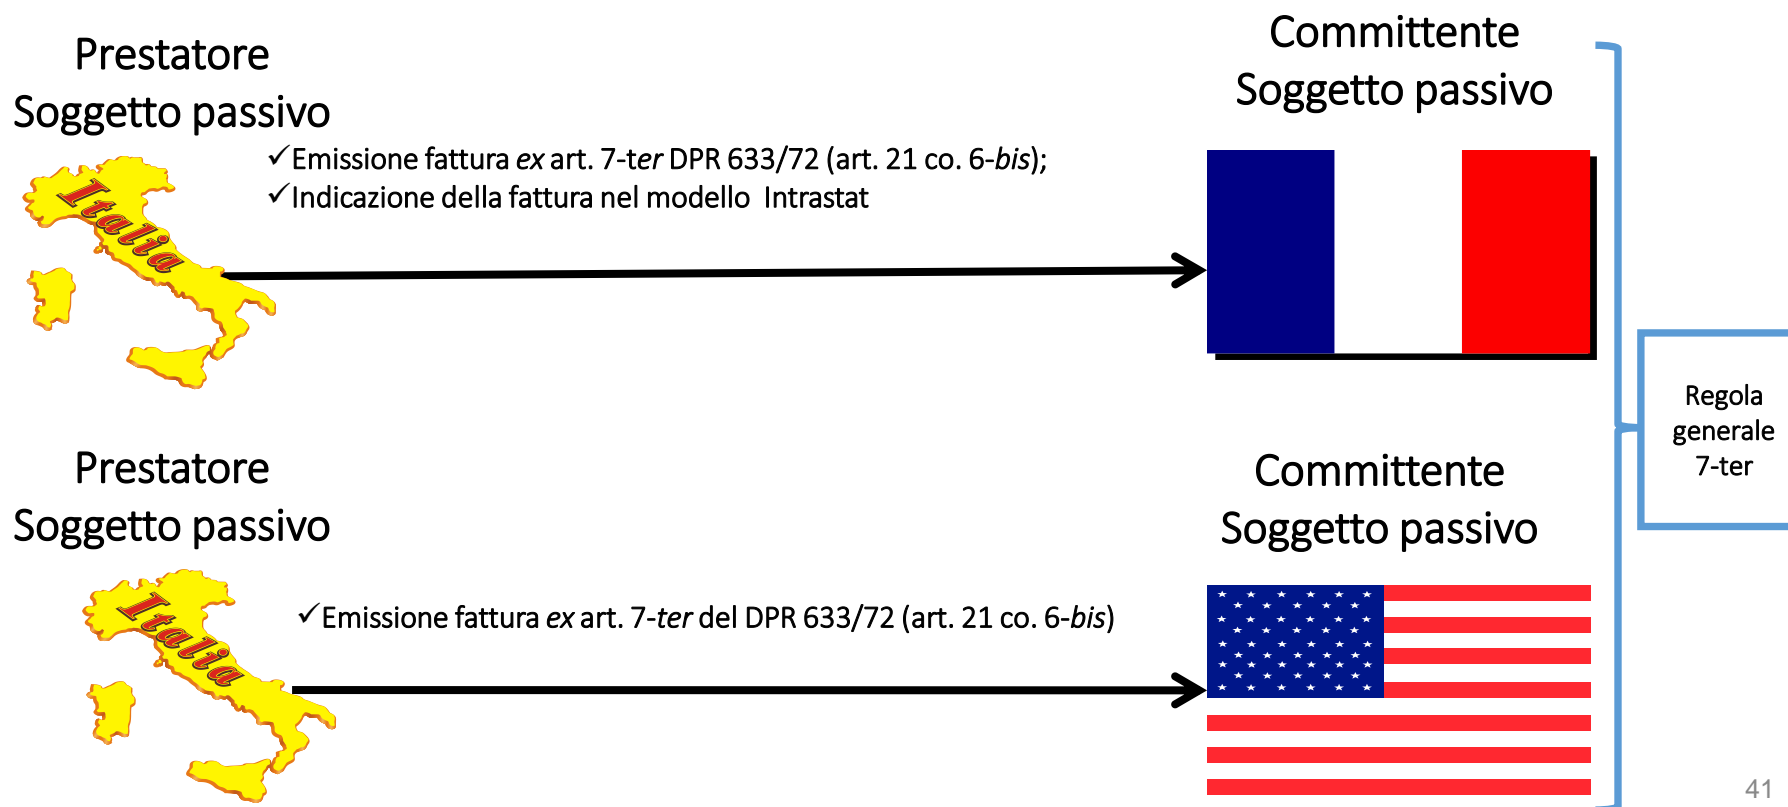 Prestatore
Soggetto passivo
Committente
Soggetto passivo
✓Emissione fattura ex art. 7-ter DPR 633/72 (art. 21 co. 6-bis);
✓Indicazione della fattura nel modello Intrastat
Italia
Regola
generale
7-ter
Prestatore
Soggetto passivo
Committente
Soggetto passivo
✓Emissione fattura ex art. 7-ter del DPR 633/72 (art. 21 co. 6-bis)
Italia
41